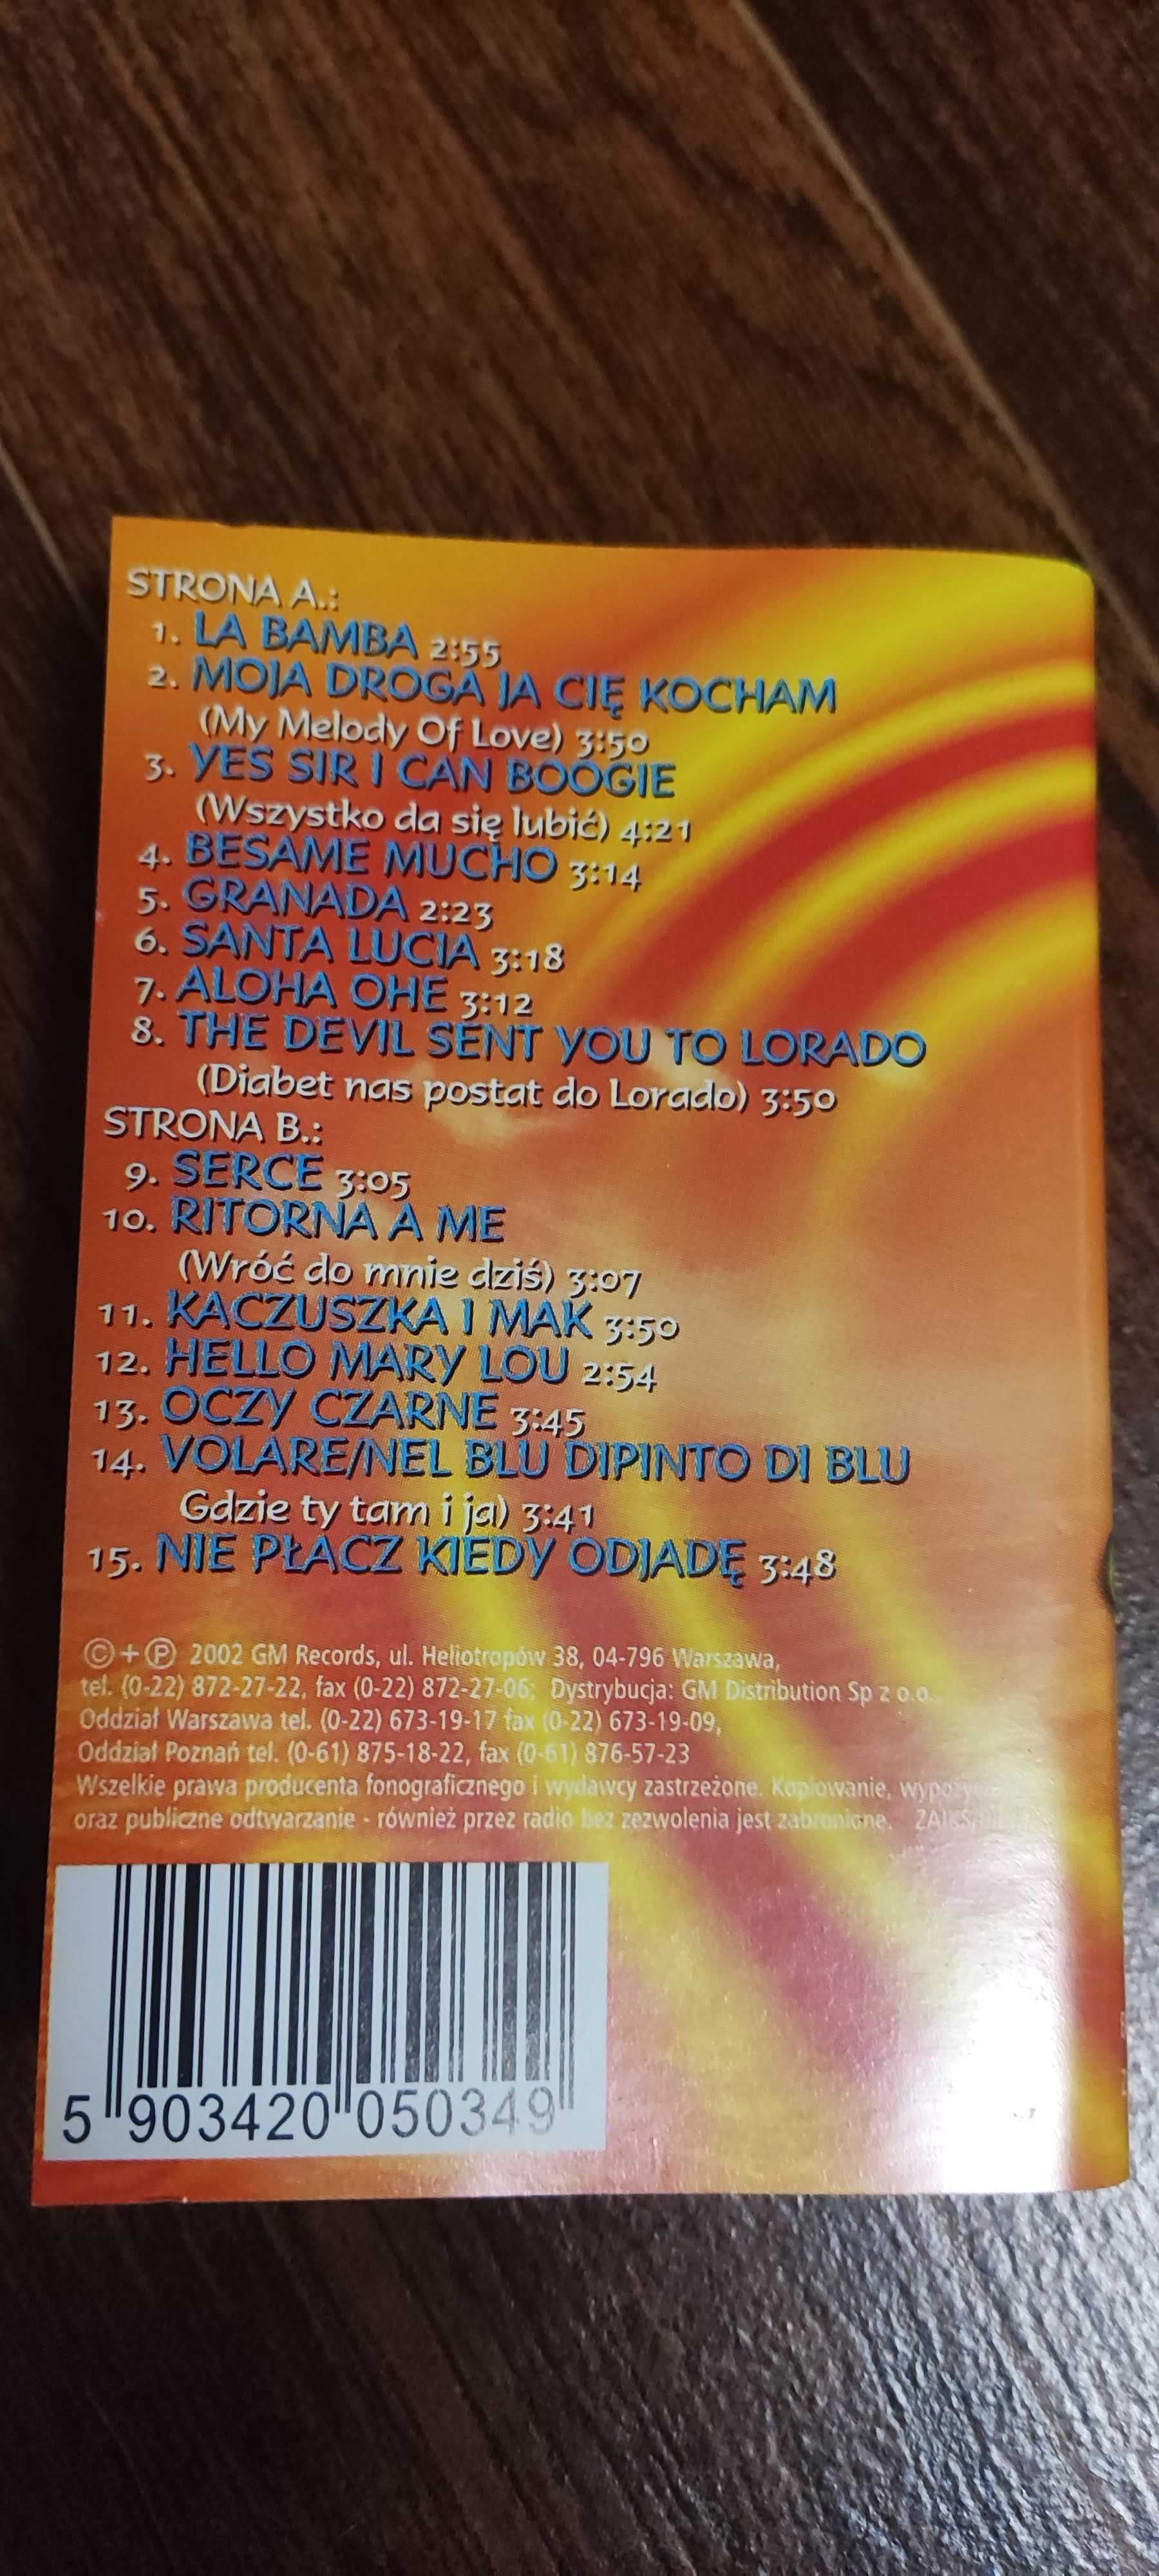 STRONA A.:
1. LA BAMBA 2:55
2. MOJA DROGA JA CIĘ KOCHAM
(My Melody Of Love) 3:50
3. YES SIR I CAN BOOGIE
(Wszystko da się lubić) 4:21
4. BESAME MUCHO 3:14
5. GRANADA 2:23
6. SANTA LUCIA 3:18
7. ALOHA OHE 3:12
8. THE DEVIL SENT YOU TO LORADO
(Diabet nas postat do Lorado) 3:50
STRONA B.:
9. SERCE 3:05
10. RITORNA A ME
(Wróć do mnie dziś) 3:07
11. KACZUSZKA I MAK 3:50
12. HELLO MARY LOU 2:54
13. OCZY CZARNE 3:45
14. VOLARE/NEL BLU DIPINTO DI BLU
Gdzie ty tam i ja) 3:41
15. NIE PŁACZ KIEDY ODJADĘ 3:48
©+℗ 2002 GM Records, ul. Heliotropów 38, 04-796 Warszawa,
tel. (0-22) 872-27-22, fax (0-22) 872-27-06; Dystrybucja: GM Distribution Sp z o.o.
Oddział Warszawa tel. (0-22) 673-19-17 fax (0-22) 673-19-09,
Oddział Poznań tel. (0-61) 875-18-22, fax (0-61) 876-57-23
Wszelkie prawa producenta fonograficznego i wydawcy zastrzeżone. Kopiowanie,
oraz publiczne odtwarzanie - również przez radio bez zezwolenia jest zabronione. ZAIKS
5 903420 050349